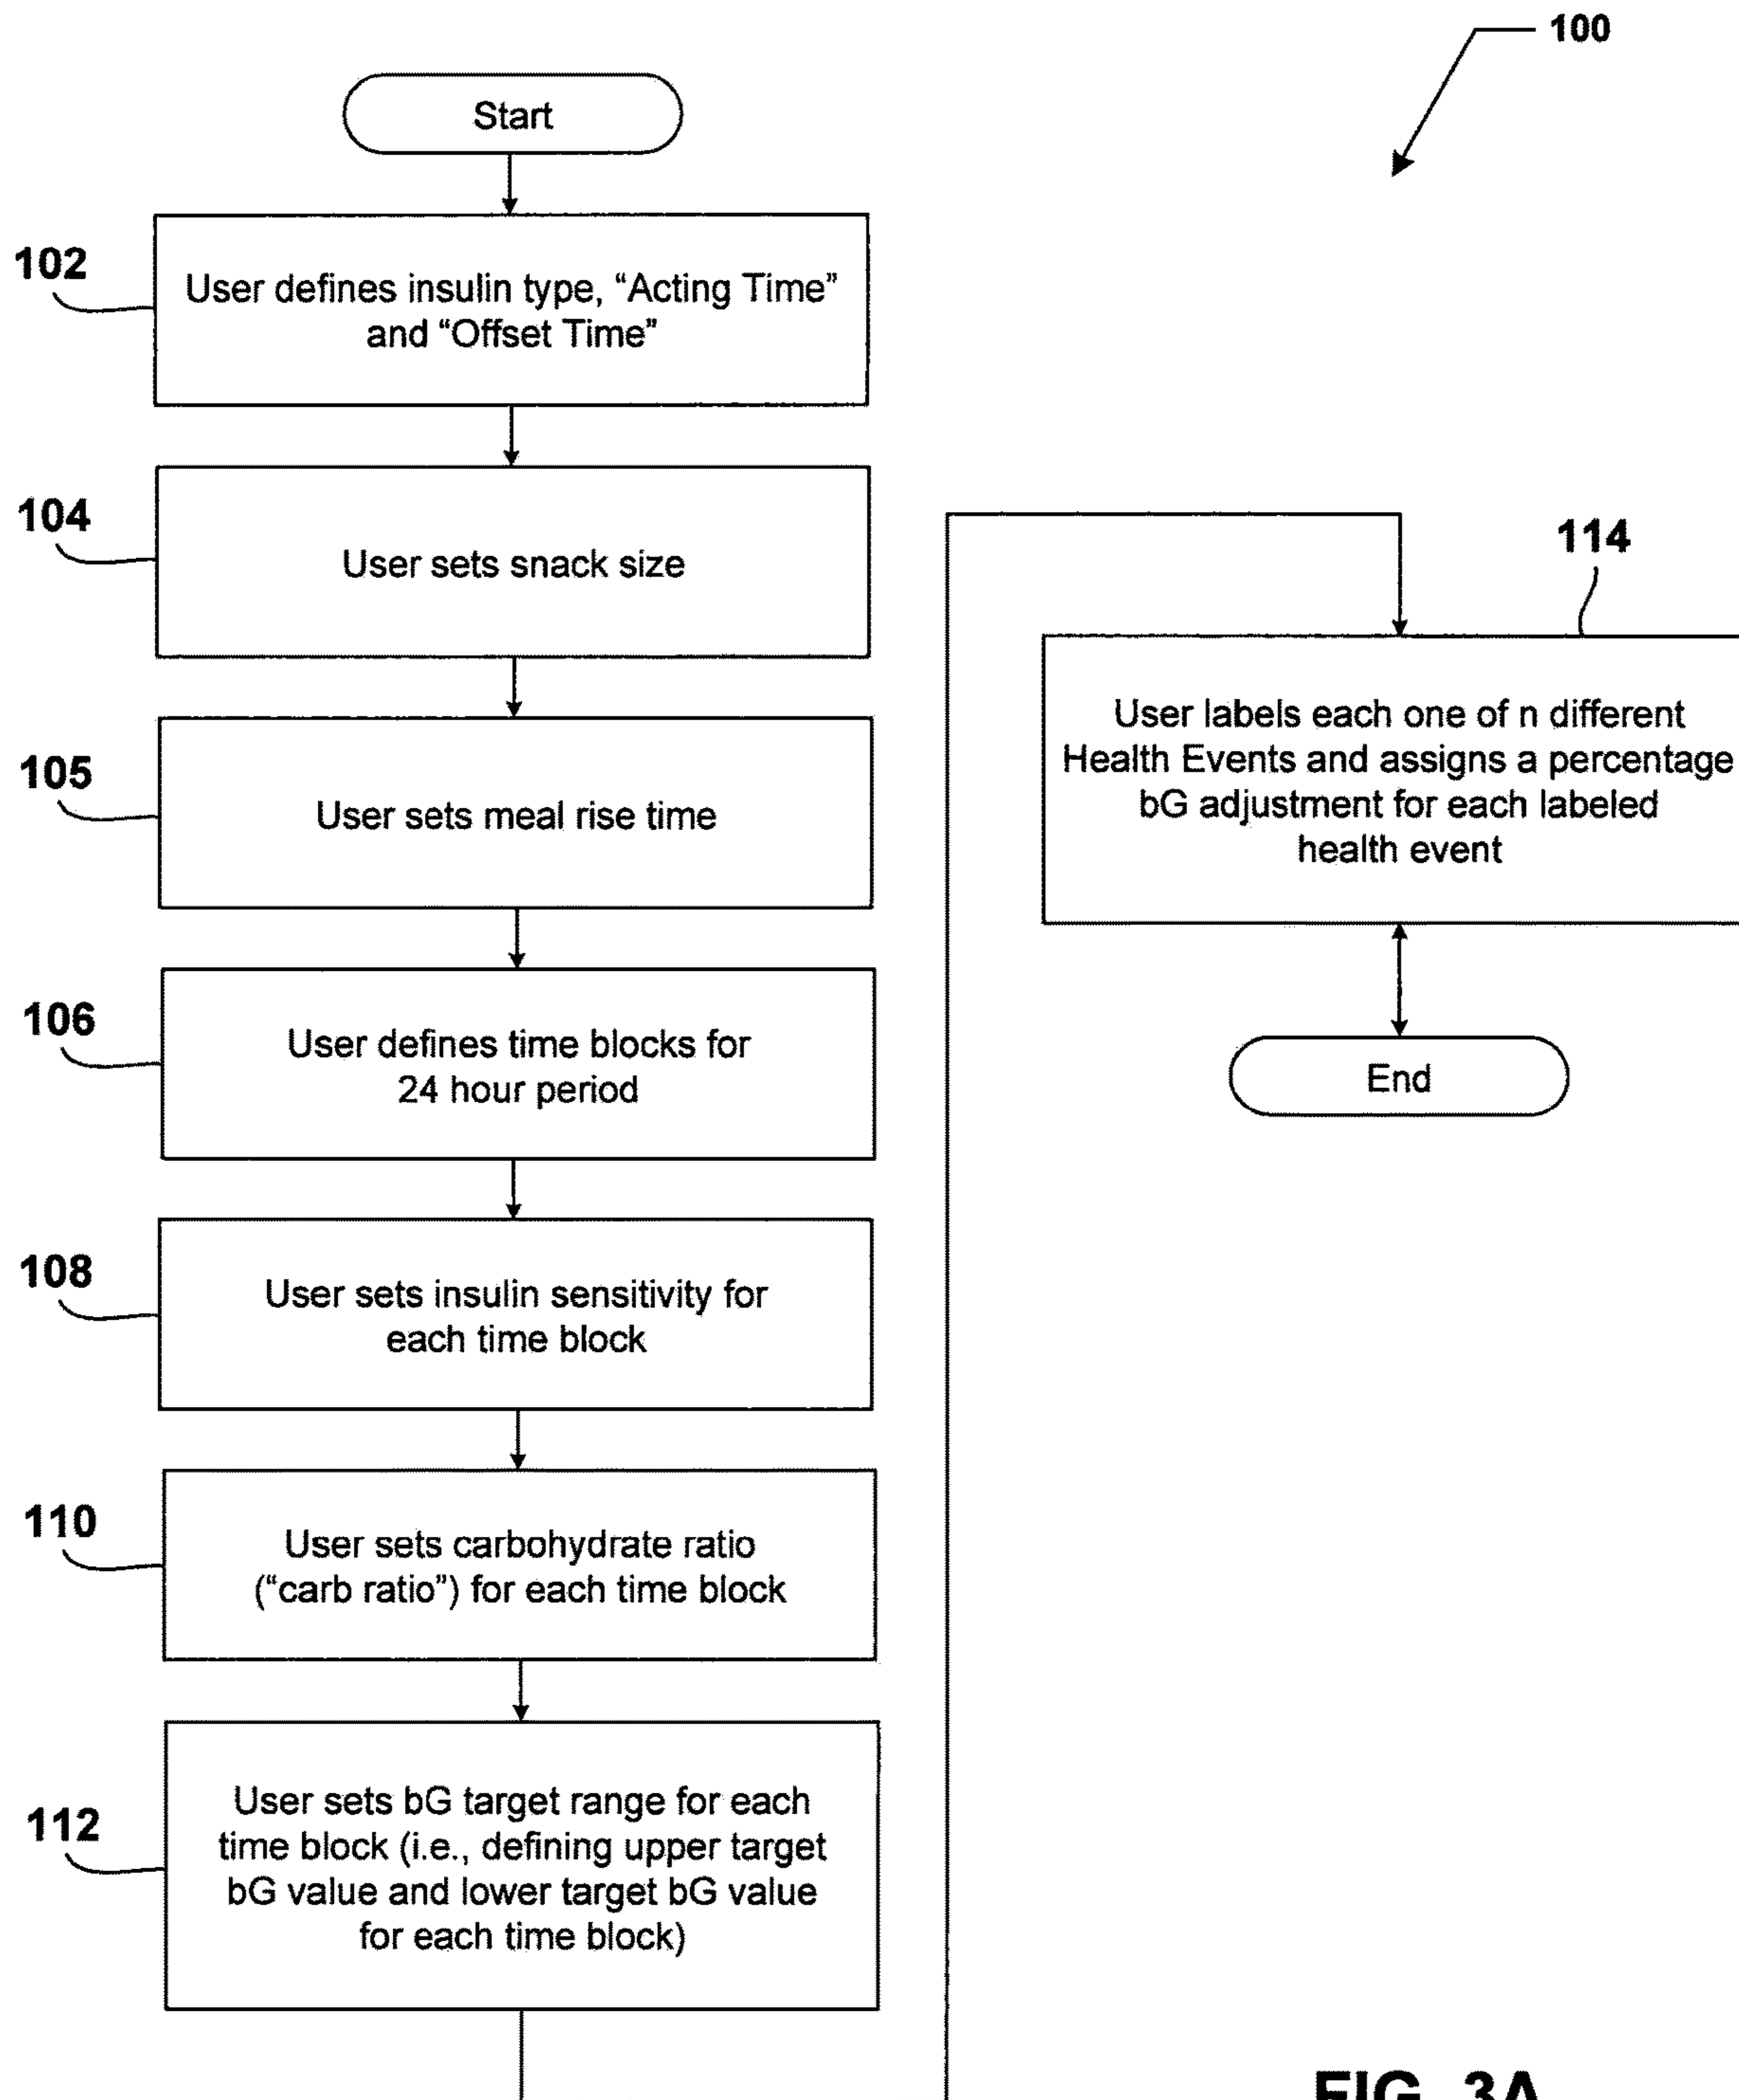 100
Start
102
User defines insulin type, “Acting Time”
and “Offset Time”
104
User sets snack size
105
User sets meal rise time
106
User defines time blocks for
24 hour period
108
User sets insulin sensitivity for
each time block
110
User sets carbohydrate ratio
(“carb ratio”) for each time block
112
User sets bG target range for each
time block (i.e., defining upper target
bG value and lower target bG value
for each time block)
114
User labels each one of n different
Health Events and assigns a percentage
bG adjustment for each labeled
health event
End
FIG. 3A